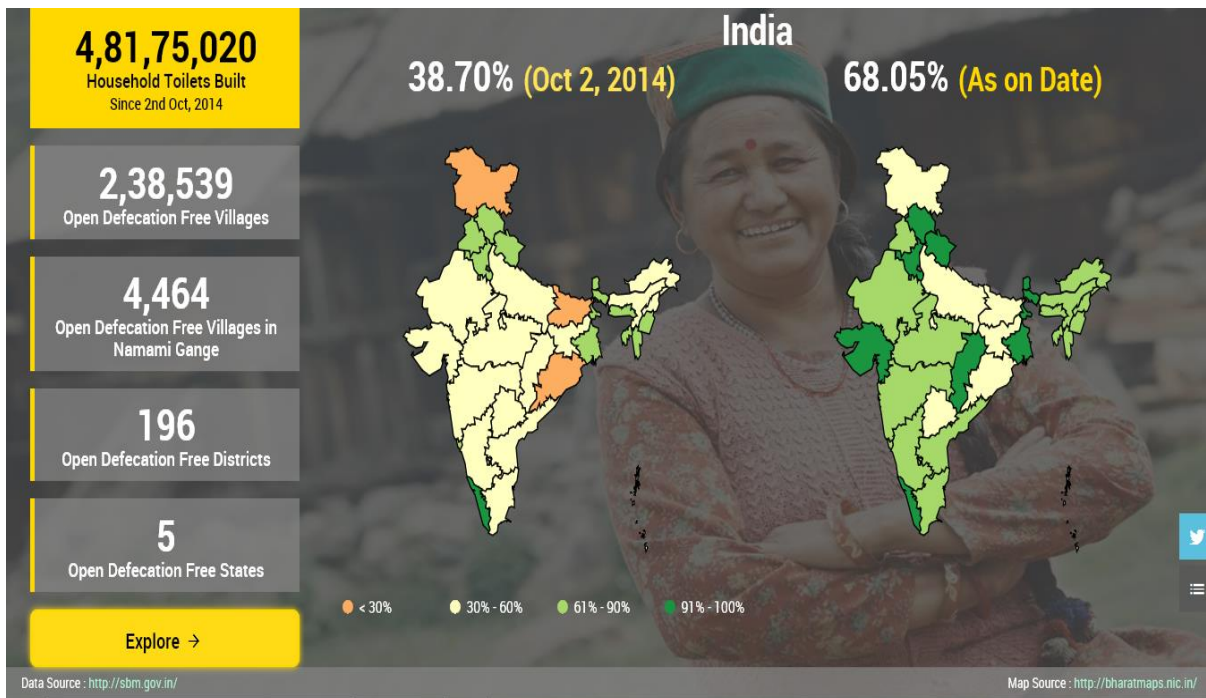 4,81,75,020
Household Toilets Built
Since 2nd Oct, 2014
2,38,539
Open Defecation Free Villages
4,464
Open Defecation Free Villages in
Namami Gange
196
Open Defecation Free Districts
5
Open Defecation Free States
Explore →
India
38.70% (Oct 2, 2014)
68.05% (As on Date)
< 30%
30% - 60%
61% - 90%
91% - 100%
Data Source : http://sbm.gov.in/
Map Source : http://bharatmaps.nic.in/